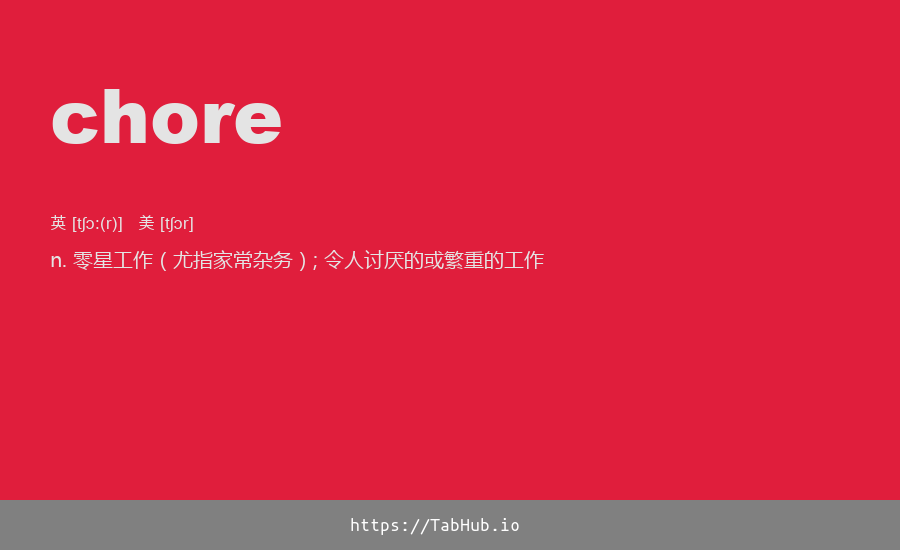 chore
英 [tʃɔː(r)] 美 [tʃɔr]
n. 零星工作（尤指家常杂务）; 令人讨厌的或繁重的工作
https://TabHub.io